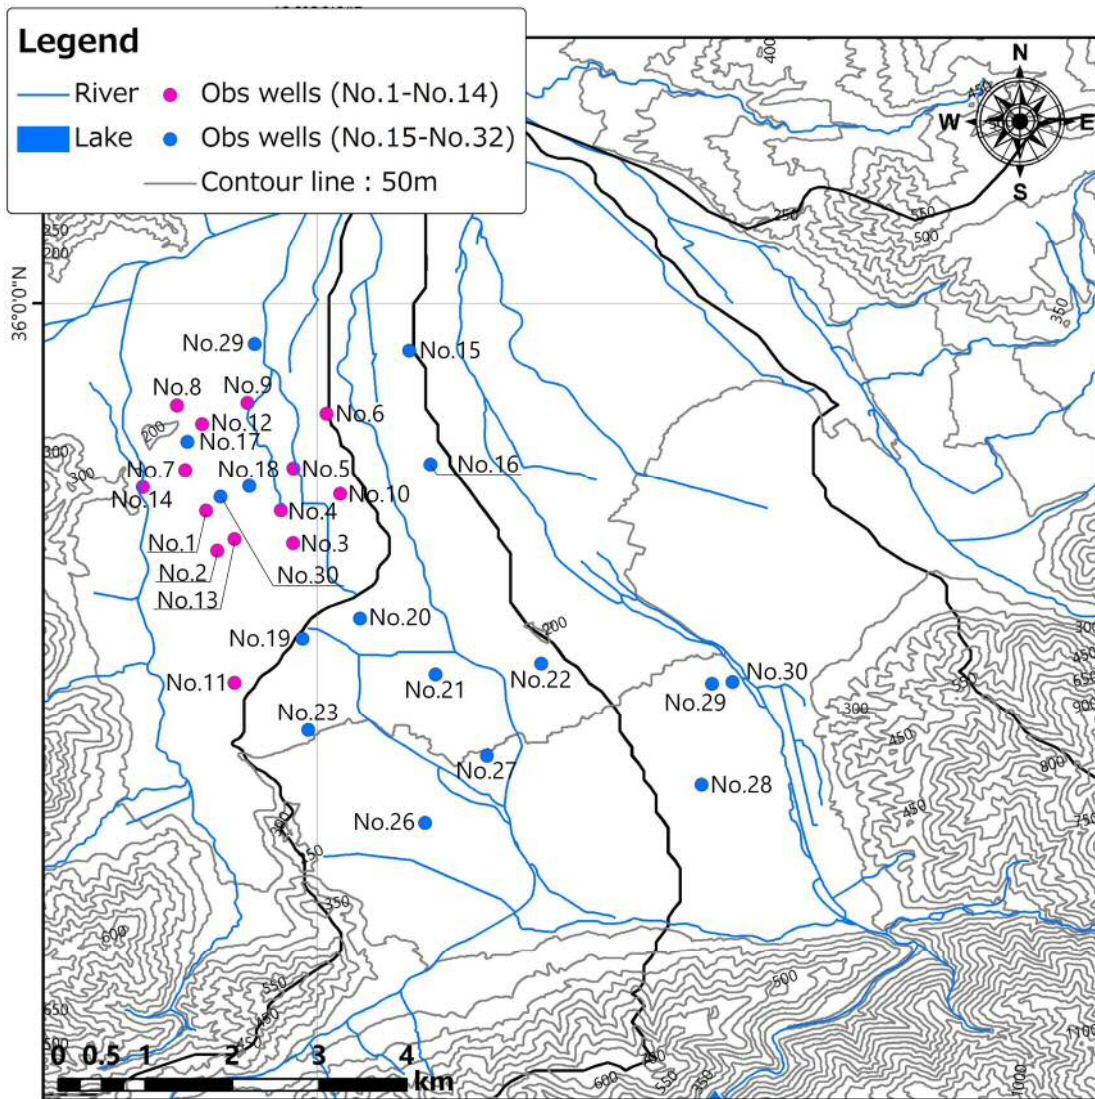 Legend
River
Obs wells (No.1-No.14)
Lake
Obs wells (No.15-No.32)
Contour line : 50m
N
W
E
S
400
450
250
550
500
250
200
36°0'0"N
350
No.29
No.15
No.8
No.9
No.6
No.12
200
No.17
300
300
No.7
No.18
No.5
No.16
No.14
No.10
No.4
No.1
No.3
No.2
No.30
No.13
No.20
200
300
No.19
450
No.11
No.21
No.22
No.30
550
650
No.29
300
900
No.23
450
No.27
800
No.28
450
750
No.26
300
350
600
500
550
650
450
1100
500
450
0 0.5 1 2 3 4
km
450
600
550
350
1000